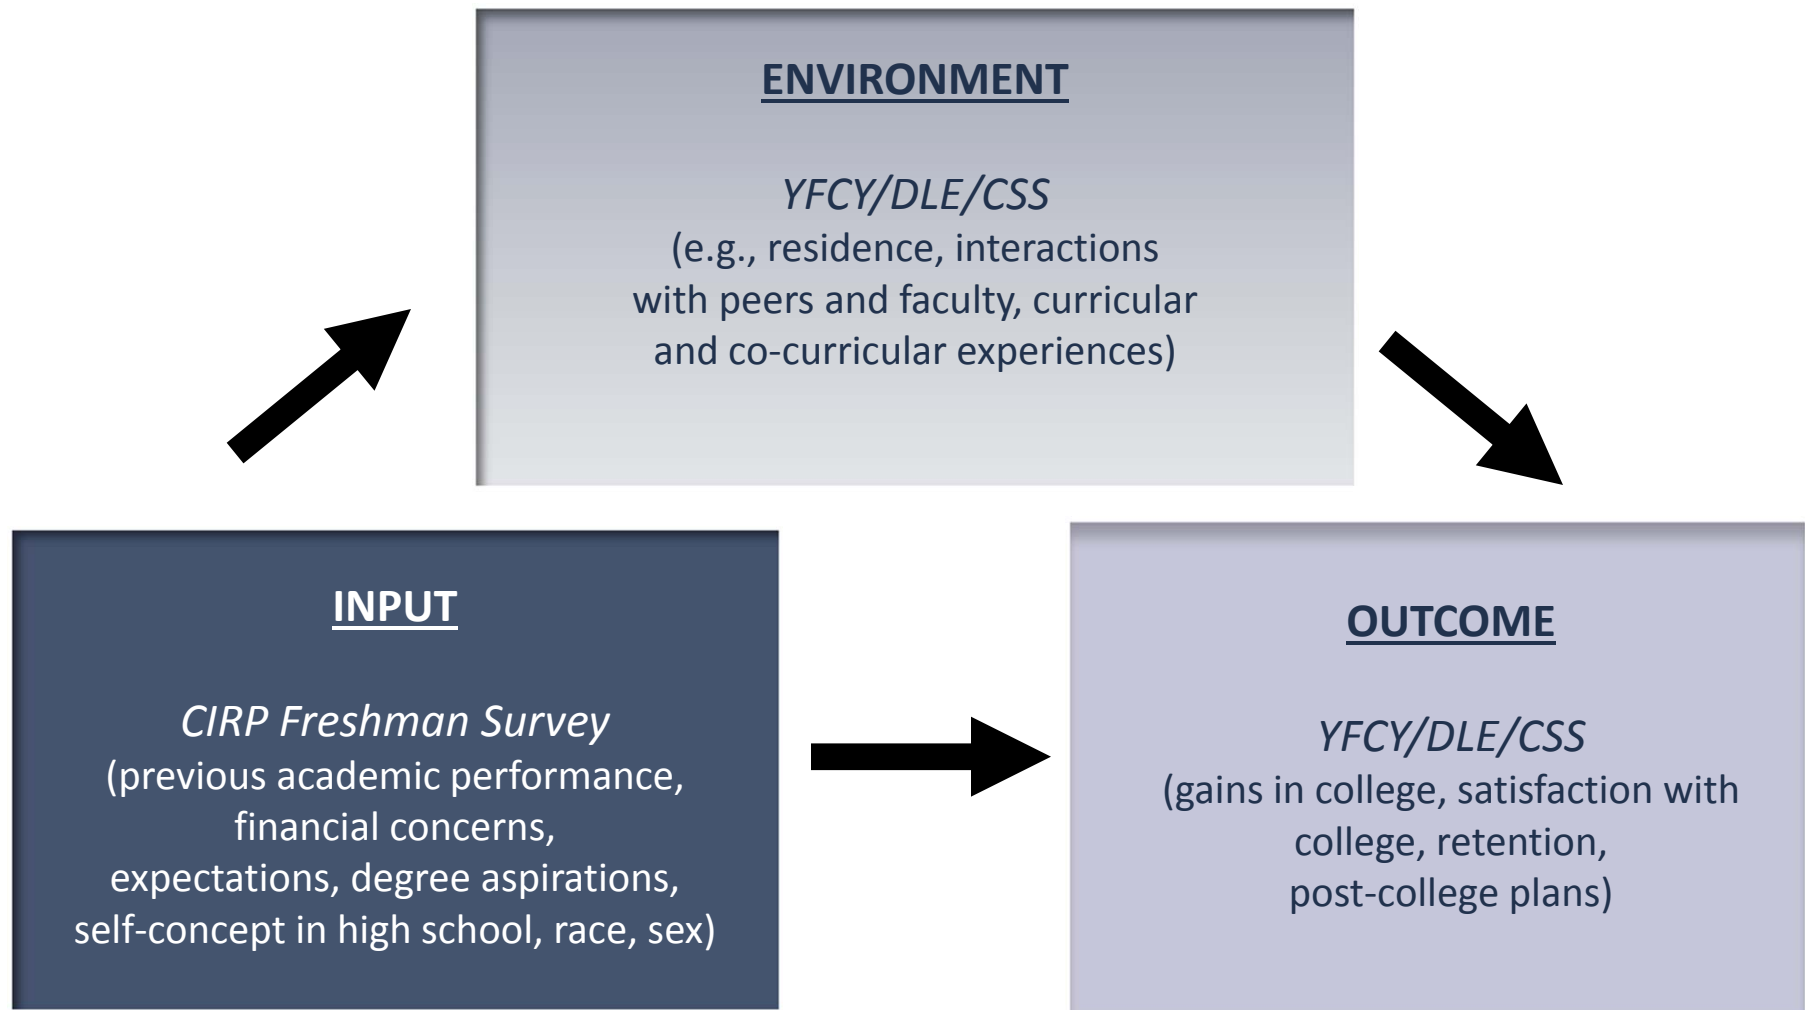 ENVIRONMENT
YFCY/DLE/CSS
(e.g., residence, interactions
with peers and faculty, curricular
and co-curricular experiences)
INPUT
CIRP Freshman Survey
(previous academic performance,
financial concerns,
expectations, degree aspirations,
self-concept in high school, race, sex)
OUTCOME
YFCY/DLE/CSS
(gains in college, satisfaction with
college, retention,
post-college plans)